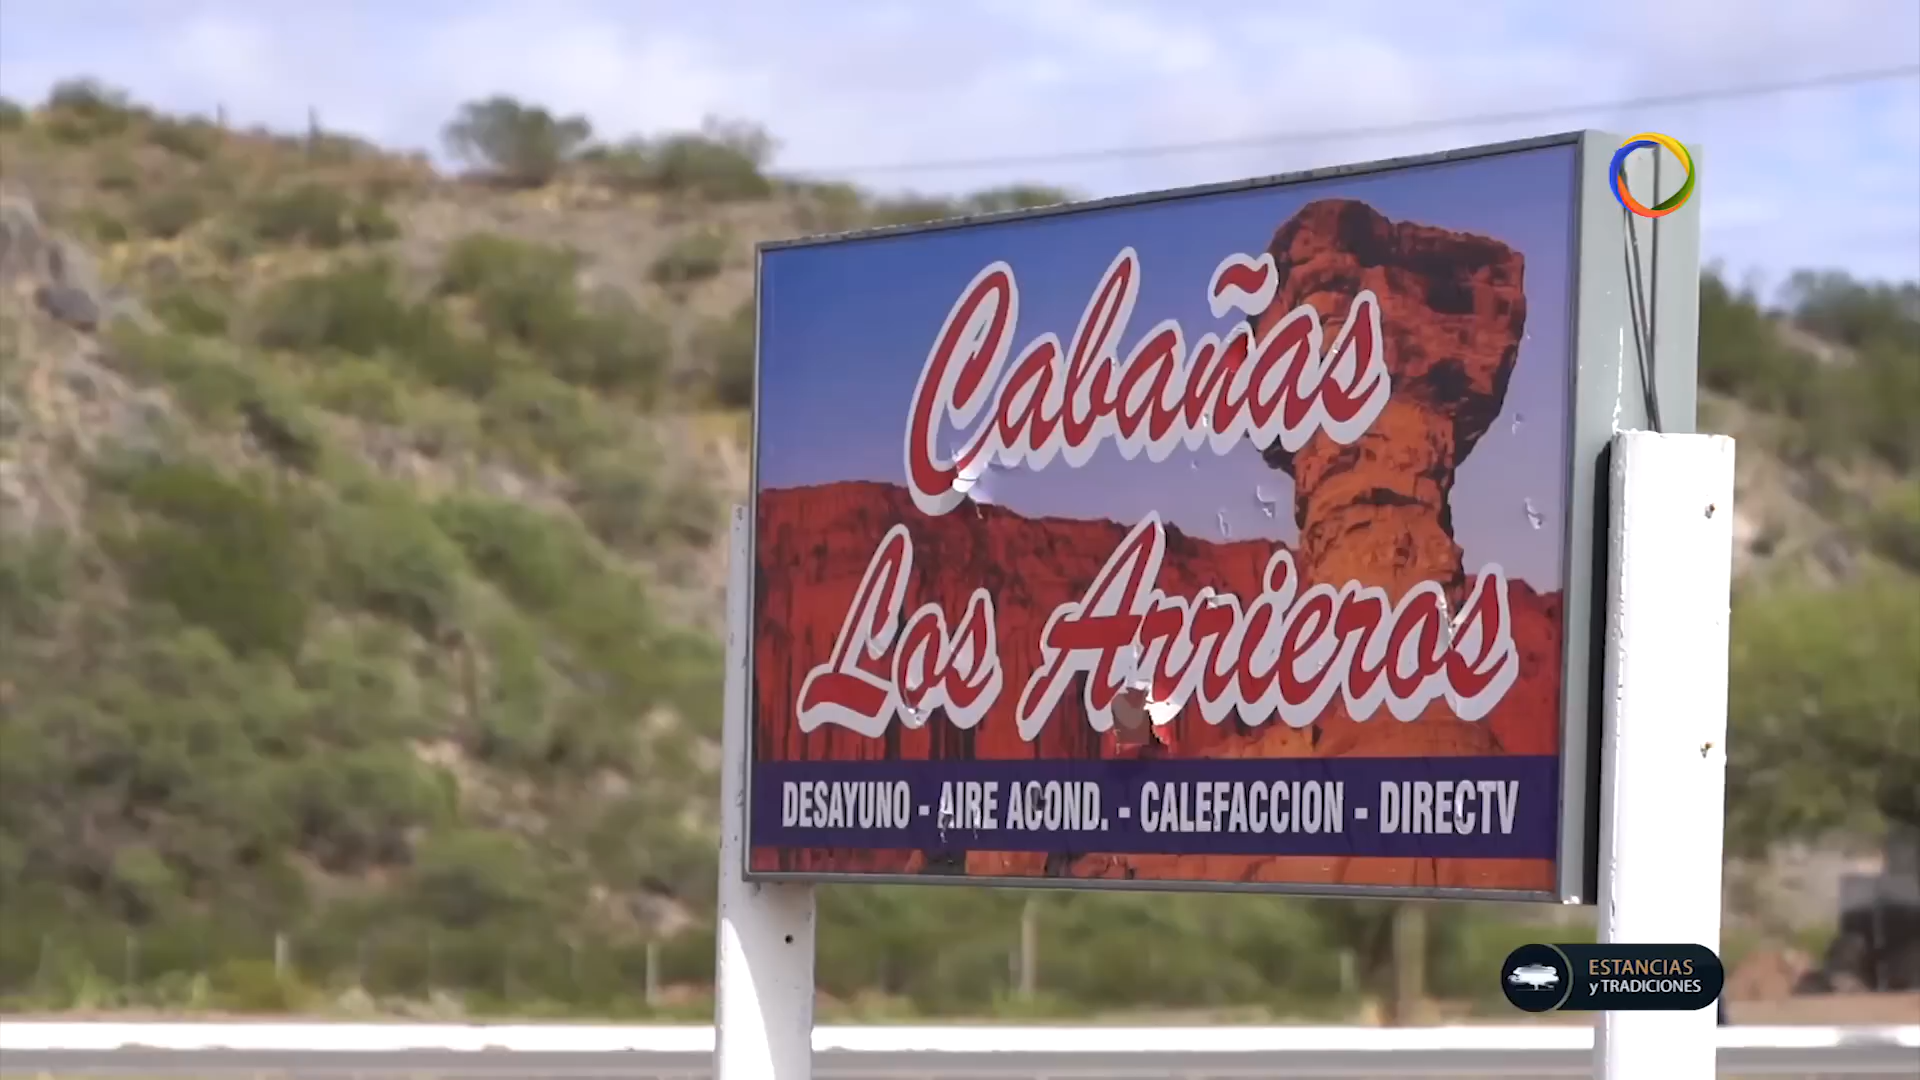 Cabañas
Los Arrieros
DESAYUNO - AIRE ACOND. - CALEFACCION - DIRECTV
ESTANCIAS
y TRADICIONES